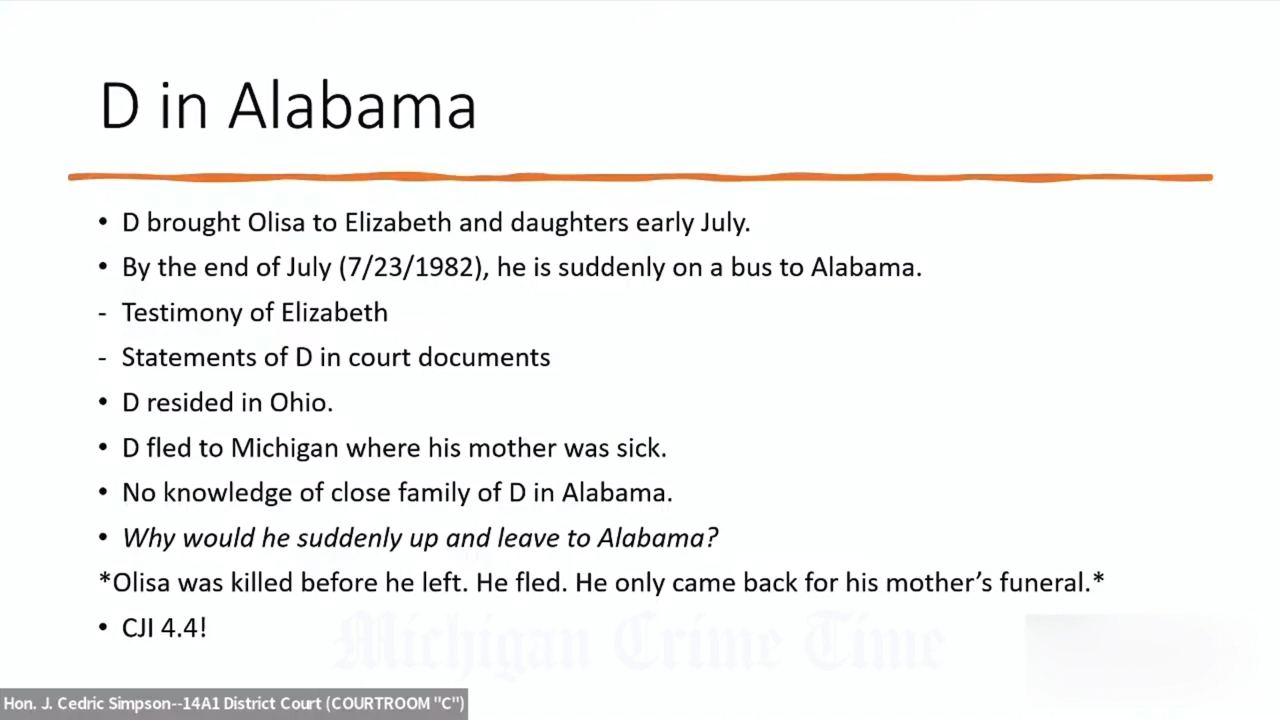 D in Alabama
• D brought Olisa to Elizabeth and daughters early July.
• By the end of July (7/23/1982), he is suddenly on a bus to Alabama.
- Testimony of Elizabeth
- Statements of D in court documents
• D resided in Ohio.
• D fled to Michigan where his mother was sick.
• No knowledge of close family of D in Alabama.
• Why would he suddenly up and leave to Alabama?
*Olisa was killed before he left. He fled. He only came back for his mother’s funeral.*
• CJI 4.4!
Michigan Crime Time
Hon. J. Cedric Simpson--14A1 District Court (COURTROOM "C")